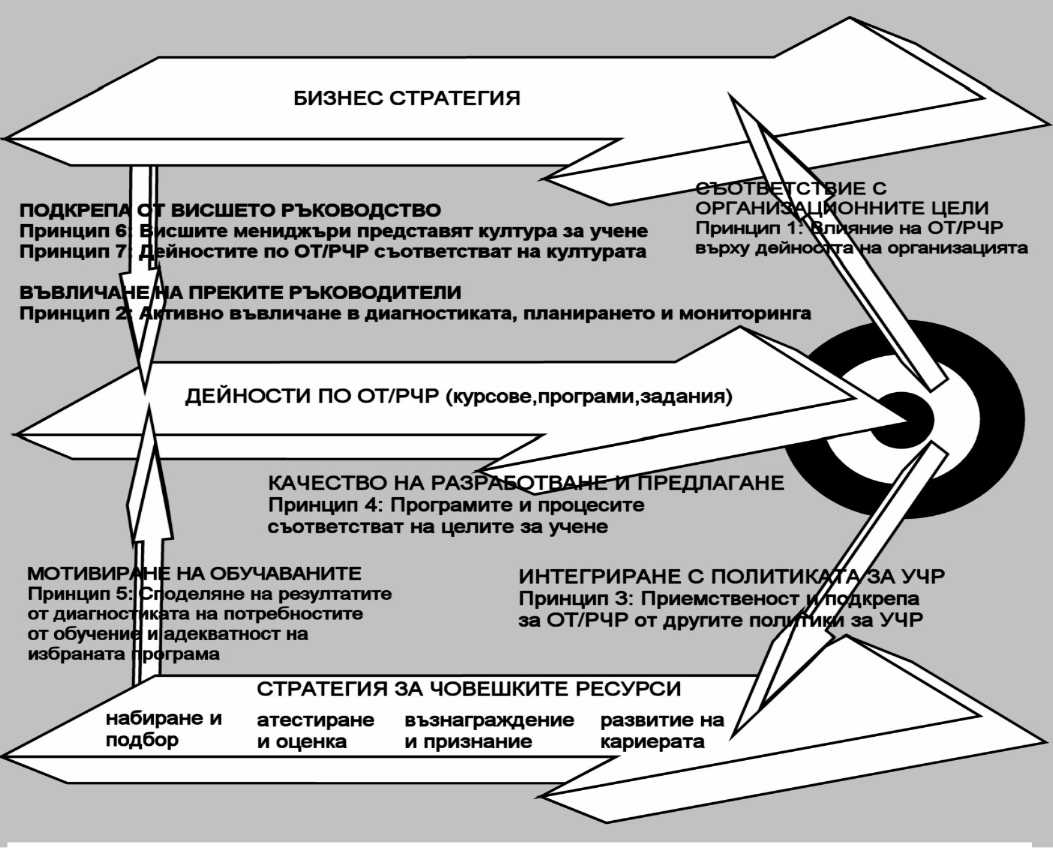 БИЗНЕС СТРАТЕГИЯ
СЪОТВЕТСТВИЕ С
ОРГАНИЗАЦИОННИТЕ ЦЕЛИ
Принцип 1: Влияние на ОТ/РЧР
върху дейността на организацията
ПОДКРЕПА ОТ ВИСШЕТО РЪКОВОДСТВО
Принцип 6: Висшите мениджъри представят култура за учене
Принцип 7: Дейностите по ОТ/РЧР съответстват на културата
ВЪВЛИЧАНЕ НА ПРЕКИТЕ РЪКОВОДИТЕЛИ
Принцип 2: Активно въвличане в диагностиката, планирането и мониторинга
ДЕЙНОСТИ ПО ОТ/РЧР (курсове,програми,задания)
КАЧЕСТВО НА РАЗРАБОТВАНЕ И ПРЕДЛАГАНЕ
Принцип 4: Програмите и процесите
съответстват на целите за учене
МОТИВИРАНЕ НА ОБУЧАВАНИТЕ
Принцип 5: Споделяне на резултатите
от диагностиката на потребностите
от обучение и адекватност на
избраната програма
ИНТЕГРИРАНЕ С ПОЛИТИКАТА ЗА УЧР
Принцип 3: Приемственост и подкрепа
за ОТ/РЧР от другите политики за УЧР
СТРАТЕГИЯ ЗА ЧОВЕШКИТЕ РЕСУРСИ
набиране и
подбор
атестиране
и оценка
възнаграждение
и признание
развитие на
кариерата